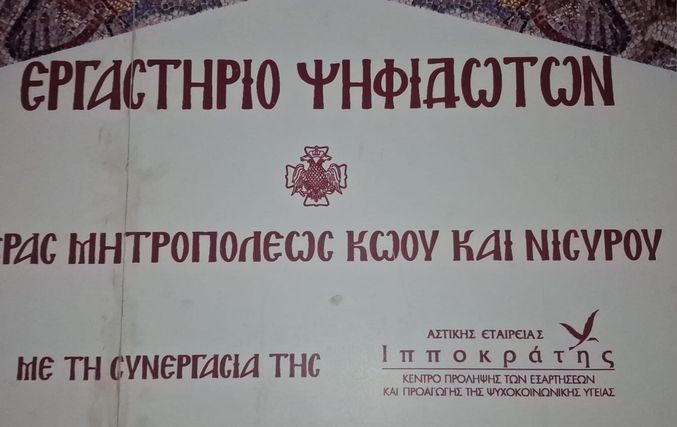 ΕΡΓΑСΤΗΡΙΟ ΨΗΦΙΔΩΤΩΝ
ΜΗΤΡΟΠΟΛΕΩС ΚΩΟΥ ΚΑΙ ΝΙСΥΡΟΥ
ΜΕ ΤΗ СΥΝΕΡΓΑСΙΑ ΤΗС
ΑΣΤΙΚΗΣ ΕΤΑΙΡΕΙΑΣ
Ιπποκράτης
ΚΕΝΤΡΟ ΠΡΟΛΗΨΗΣ ΤΩΝ ΕΞΑΡΤΗΣΕΩΝ
ΚΑΙ ΠΡΟΑΓΩΓΗΣ ΤΗΣ ΨΥΧΟΚΟΙΝΩΝΙΚΗΣ ΥΓΕΙΑΣ